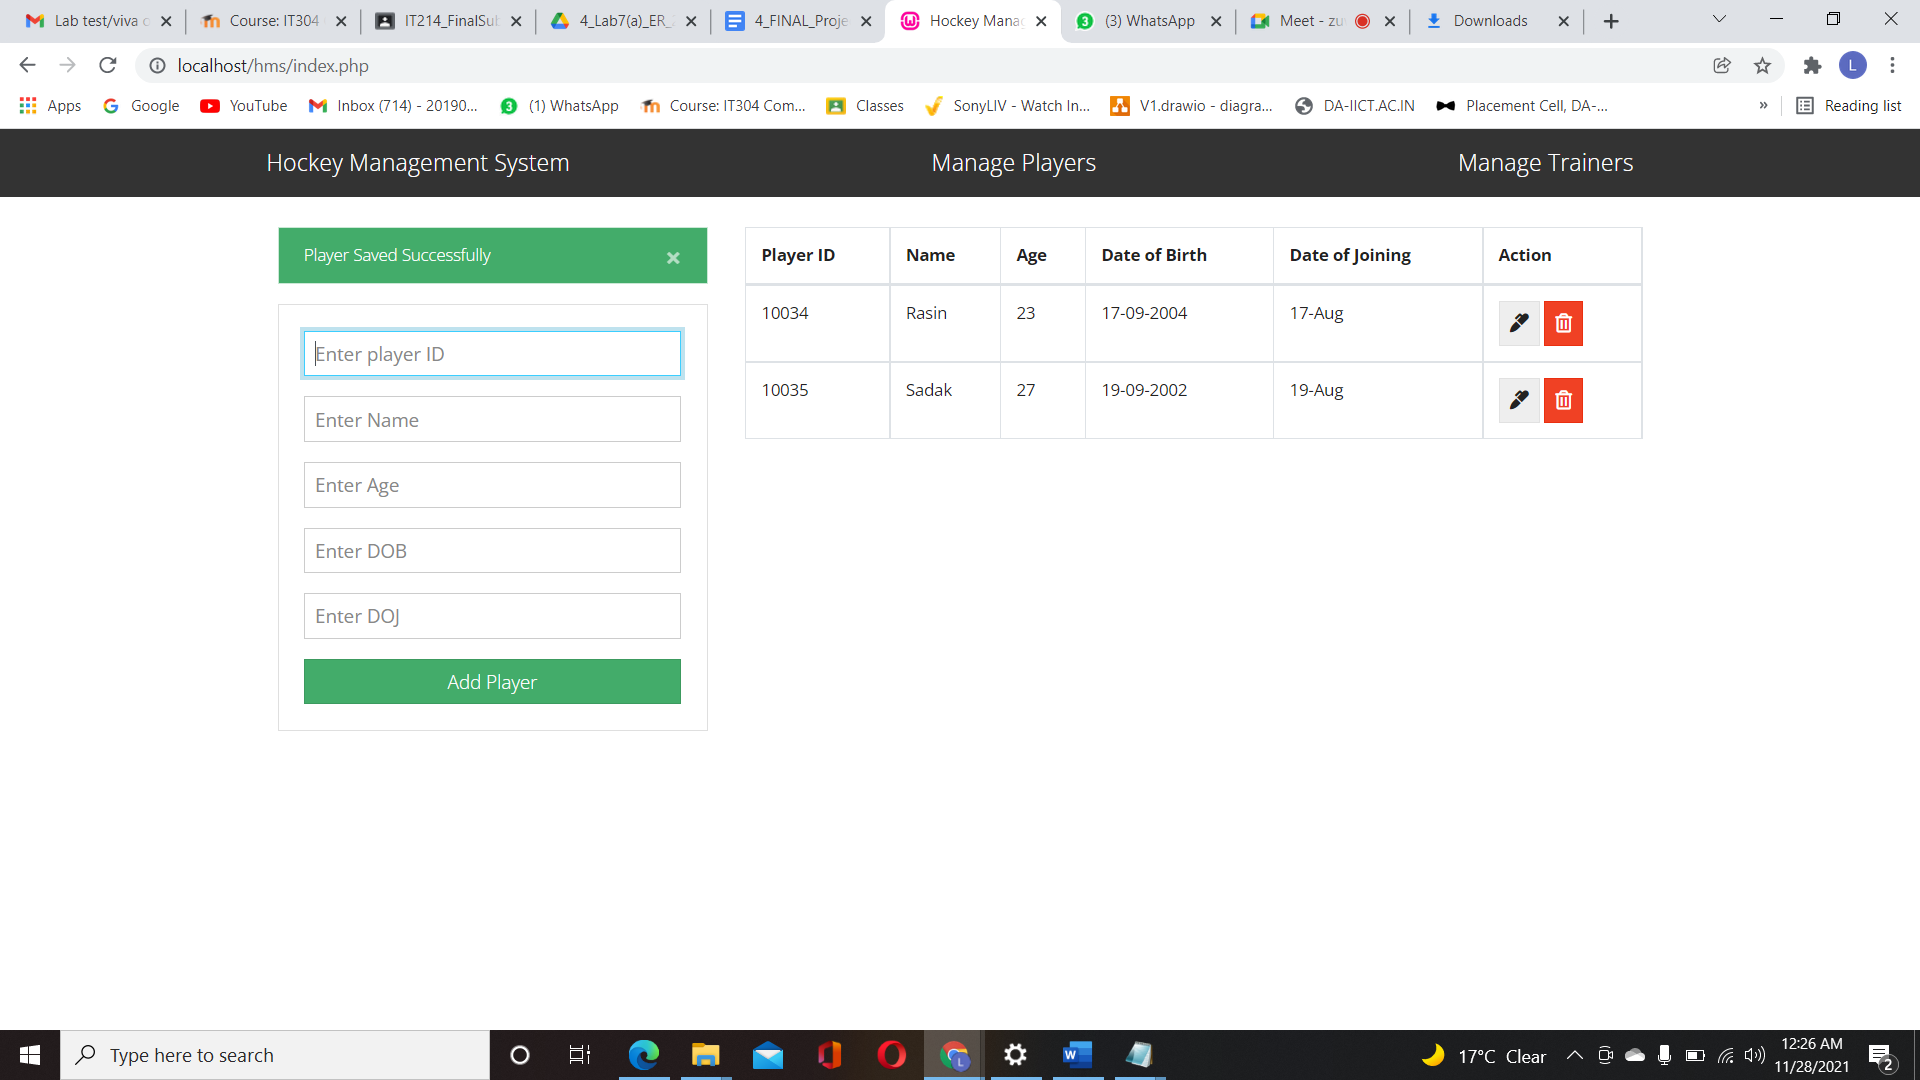 Lab test/viva o
Course: IT304
IT214_FinalSub
4_Lab7(a)_ER_
4_FINAL_Proje
Hockey Manag
(3) WhatsApp
Meet - zu
Downloads
localhost/hms/index.php
L
Apps
Google
YouTube
Inbox (714) - 20190...
(1) WhatsApp
Course: IT304 Com...
Classes
SonyLIV - Watch In...
V1.drawio - diagra...
DA-IICT.AC.IN
Placement Cell, DA-...
»
Reading list
Hockey Management System
Manage Players
Manage Trainers
Player Saved Successfully
Enter player ID
Enter Name
Enter Age
Enter DOB
Enter DOJ
Add Player
Player ID Name Age Date of Birth Date of Joining Action
10034 Rasin 23 17-09-2004 17-Aug
10035 Sadak 27 19-09-2002 19-Aug
Type here to search
17°C Clear
12:26 AM
11/28/2021
2